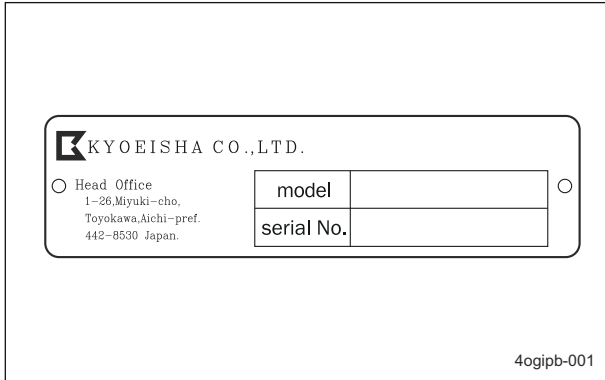 KYOEISHA CO.,LTD.
Head Office
1-26,Miyuki-cho,
Toyokawa,Aichi-pref.
442-8530 Japan.
model
serial No.
4ogipb-001